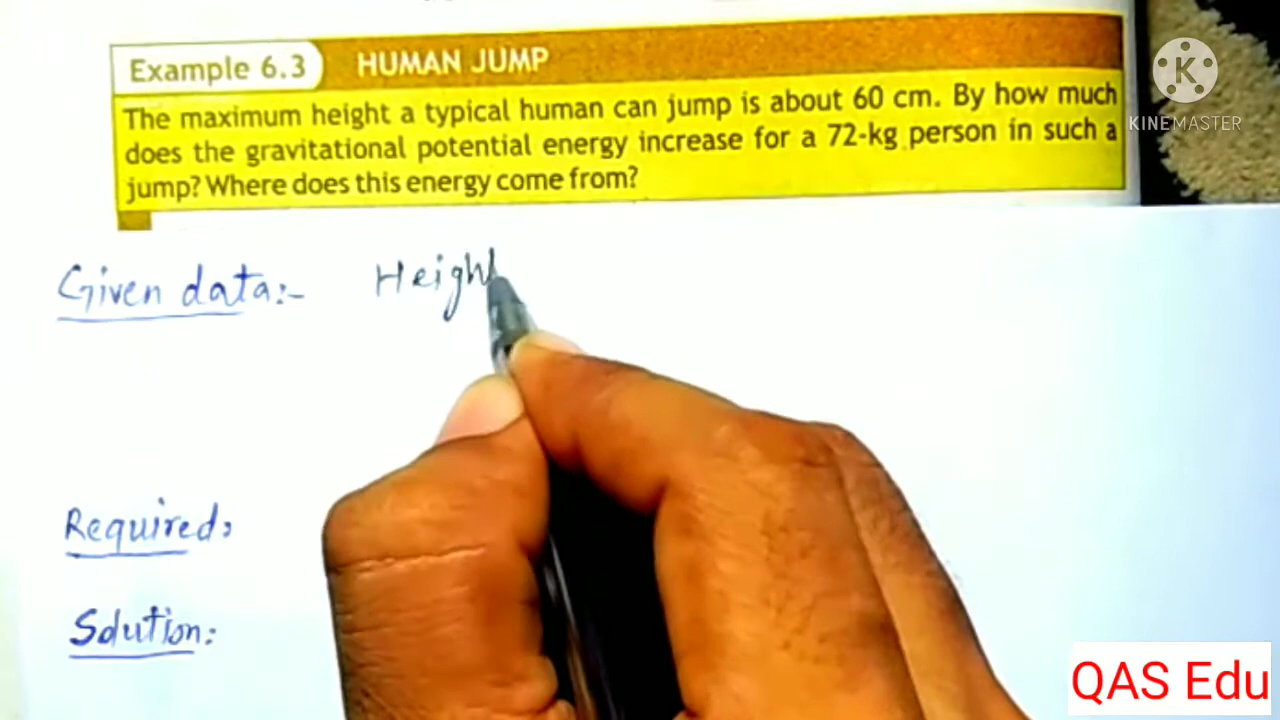 Example 6.3 HUMAN JUMP
The maximum height a typical human can jump is about 60 cm. By how much
does the gravitational potential energy increase for a 72-kg person in such a
jump? Where does this energy come from?
K
KINEMASTER
Given data:- Heigh
Required:
Solution:
QAS Edu